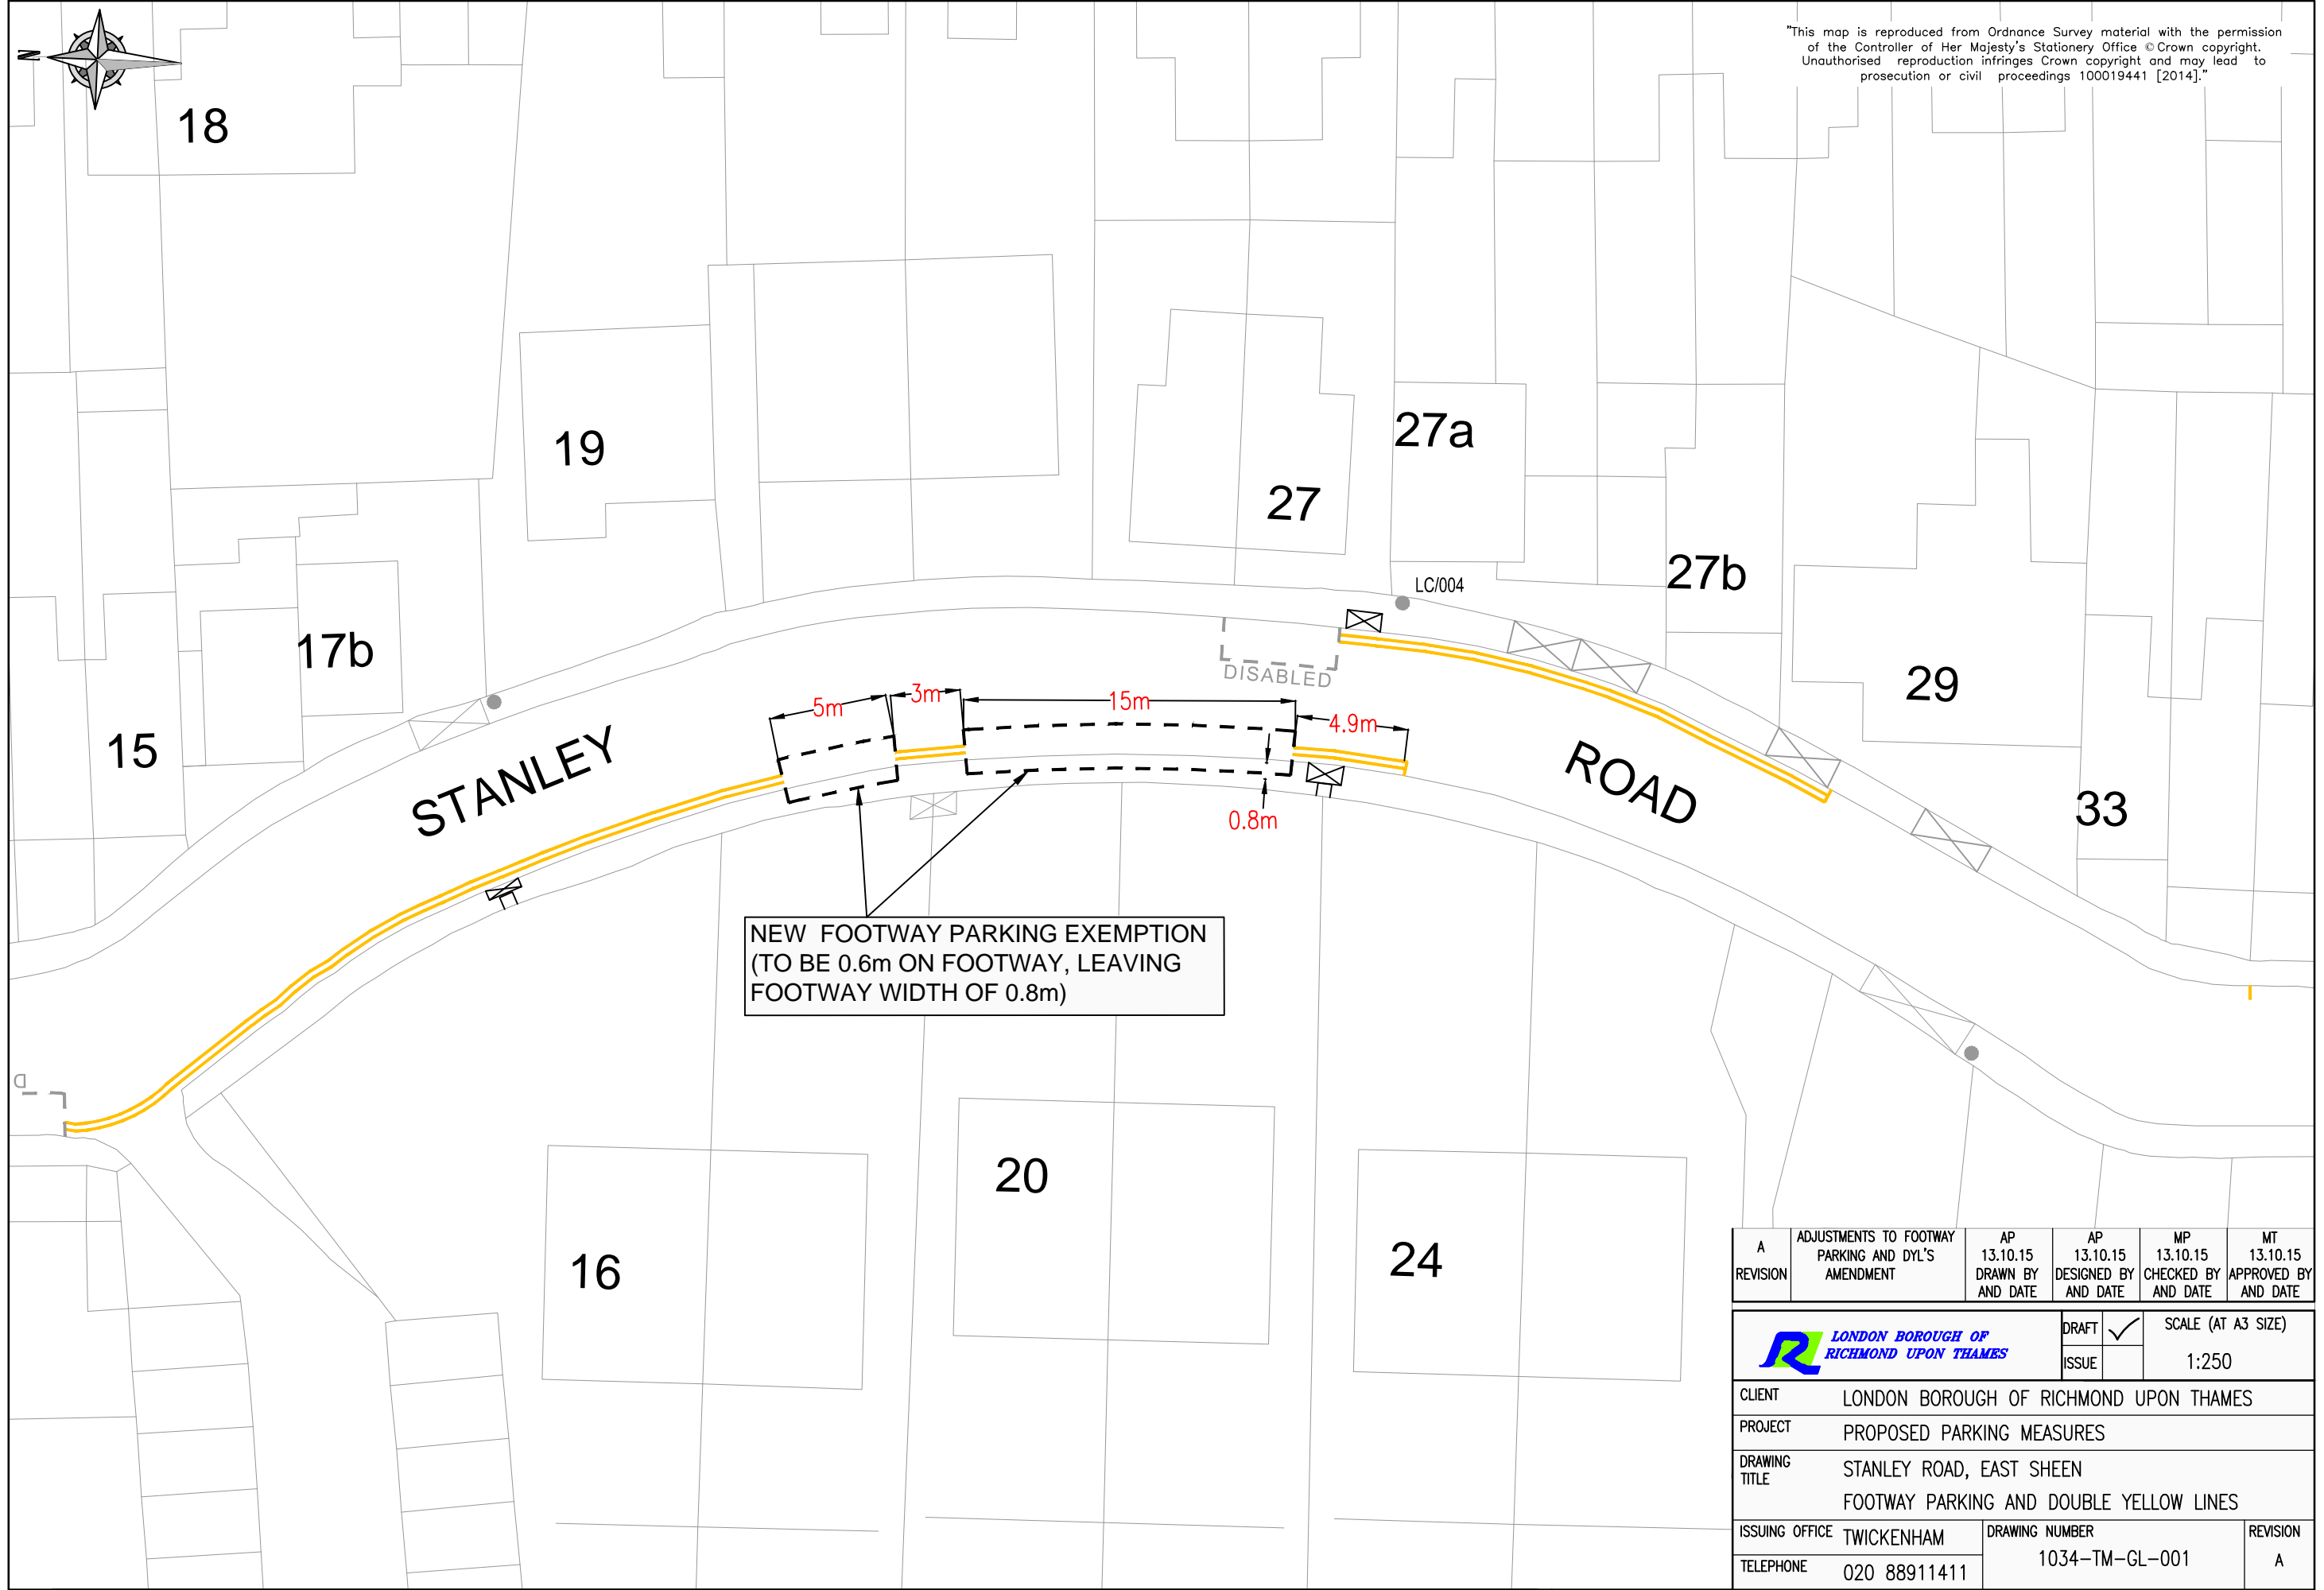 "This map is reproduced from Ordnance Survey material with the permission
of the Controller of Her Majesty's Stationery Office © Crown copyright.
Unauthorised reproduction infringes Crown copyright and may lead to
prosecution or civil proceedings 100019441 [2014]."
N
18
19
27a
27
LC/004
27b
17b
29
15
DISABLED
5m
3m
15m
4.9m
STANLEY
ROAD
33
0.8m
NEW FOOTWAY PARKING EXEMPTION
(TO BE 0.6m ON FOOTWAY, LEAVING
FOOTWAY WIDTH OF 0.8m)
D
20
16
24
A
REVISION
ADJUSTMENTS TO FOOTWAY
PARKING AND DYL'S
AMENDMENT
AP
13.10.15
DRAWN BY
AND DATE
AP
13.10.15
DESIGNED BY
AND DATE
MP
13.10.15
CHECKED BY
AND DATE
MT
13.10.15
APPROVED BY
AND DATE
LONDON BOROUGH OF
RICHMOND UPON THAMES
DRAFT ✓
ISSUE
SCALE (AT A3 SIZE)
1:250
CLIENT LONDON BOROUGH OF RICHMOND UPON THAMES
PROJECT PROPOSED PARKING MEASURES
DRAWING
TITLE
STANLEY ROAD, EAST SHEEN
FOOTWAY PARKING AND DOUBLE YELLOW LINES
ISSUING OFFICE TWICKENHAM
TELEPHONE 020 88911411
DRAWING NUMBER
1034-TM-GL-001
REVISION
A